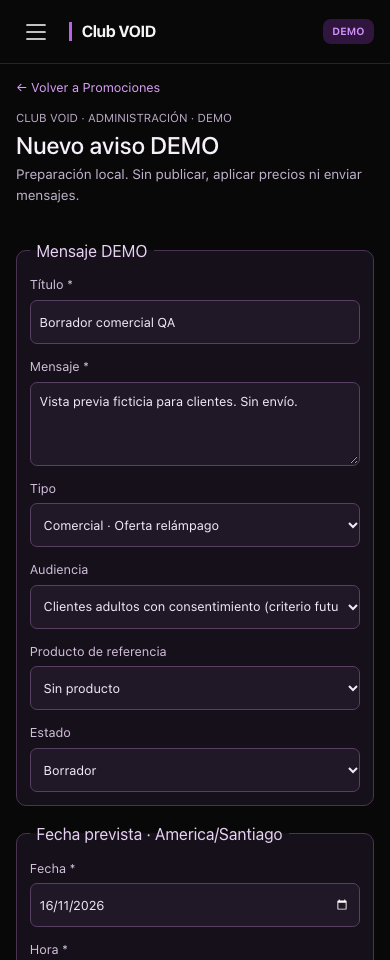 Club VOID
DEMO
← Volver a Promociones
CLUB VOID · ADMINISTRACIÓN · DEMO
Nuevo aviso DEMO
Preparación local. Sin publicar, aplicar precios ni enviar
mensajes.
Mensaje DEMO
Título *
Borrador comercial QA
Mensaje *
Vista previa ficticia para clientes. Sin envío.
Tipo
Comercial · Oferta relámpago
Audiencia
Clientes adultos con consentimiento (criterio futu
Producto de referencia
Sin producto
Estado
Borrador
Fecha prevista · America/Santiago
Fecha *
16/11/2026
Hora *